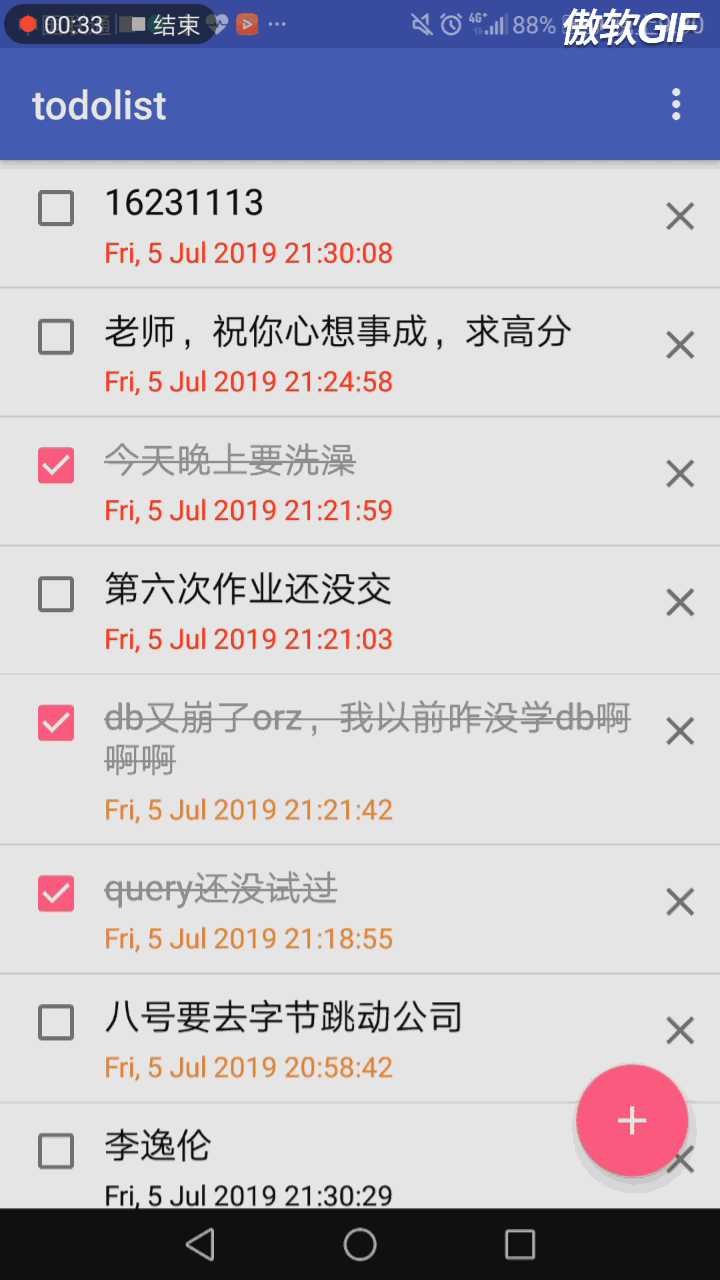 00:33
结束
88%
傲软GIF
todolist
16231113
Fri, 5 Jul 2019 21:30:08
老师，祝你心想事成，求高分
Fri, 5 Jul 2019 21:24:58
今天晚上要洗澡
Fri, 5 Jul 2019 21:21:59
第六次作业还没交
Fri, 5 Jul 2019 21:21:03
db又崩了orz，我以前咋没学db啊
啊啊
Fri, 5 Jul 2019 21:21:42
query还没试过
Fri, 5 Jul 2019 21:18:55
八号要去字节跳动公司
Fri, 5 Jul 2019 20:58:42
李逸伦
Fri, 5 Jul 2019 21:30:29